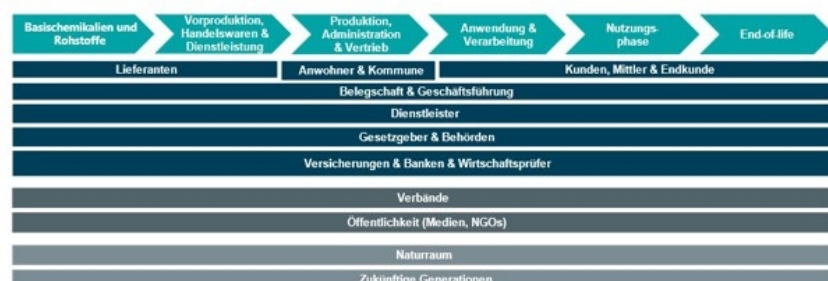 Basischemikalien und
Rohstoffe
Vorproduktion,
Handelswaren &
Dienstleistung
Produktion,
Administration
& Vertrieb
Anwendung &
Verarbeitung
Nutzungs-
phase
End-of-life
Lieferanten
Anwohner & Kommune
Kunden, Mittler & Endkunde
Belegschaft & Geschäftsführung
Dienstleister
Gesetzgeber & Behörden
Versicherungen & Banken & Wirtschaftsprüfer
Verbände
Öffentlichkeit (Medien, NGOs)
Naturraum
Zukünftige Generationen